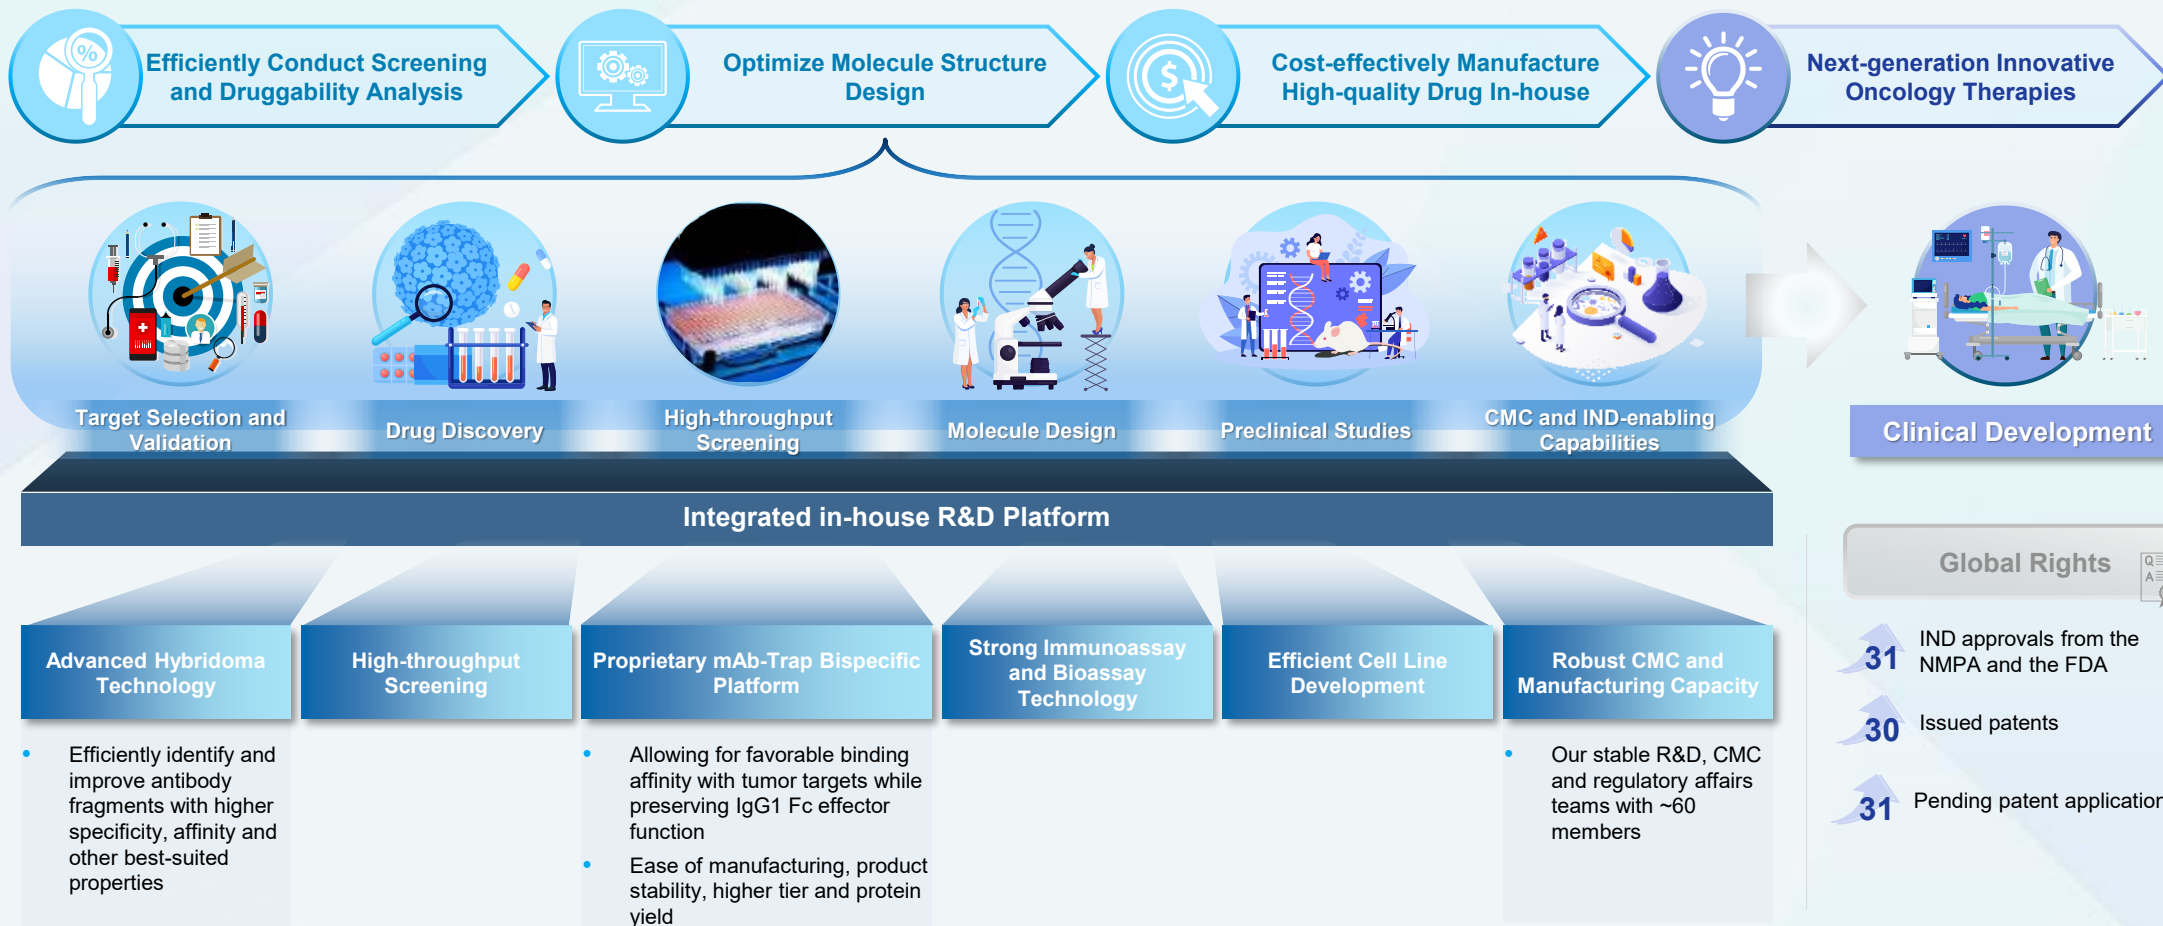 Efficiently Conduct Screening
and Druggability Analysis
Optimize Molecule Structure
Design
Cost-effectively Manufacture
High-quality Drug In-house
Next-generation Innovative
Oncology Therapies
Target Selection and
Validation
Drug Discovery
High-throughput
Screening
Molecule Design
Preclinical Studies
CMC and IND-enabling
Capabilities
Clinical Development
Integrated in-house R&D Platform
Advanced Hybridoma
Technology
High-throughput
Screening
Proprietary mAb-Trap Bispecific
Platform
Strong Immunoassay
and Bioassay
Technology
Efficient Cell Line
Development
Robust CMC and
Manufacturing Capacity
• Efficiently identify and
improve antibody
fragments with higher
specificity, affinity and
other best-suited
properties
• Allowing for favorable binding
affinity with tumor targets while
preserving IgG1 Fc effector
function
• Ease of manufacturing, product
stability, higher tier and protein
yield
• Our stable R&D, CMC
and regulatory affairs
teams with ~60
members
Global Rights
Q
A
31 IND approvals from the
NMPA and the FDA
30 Issued patents
31 Pending patent application